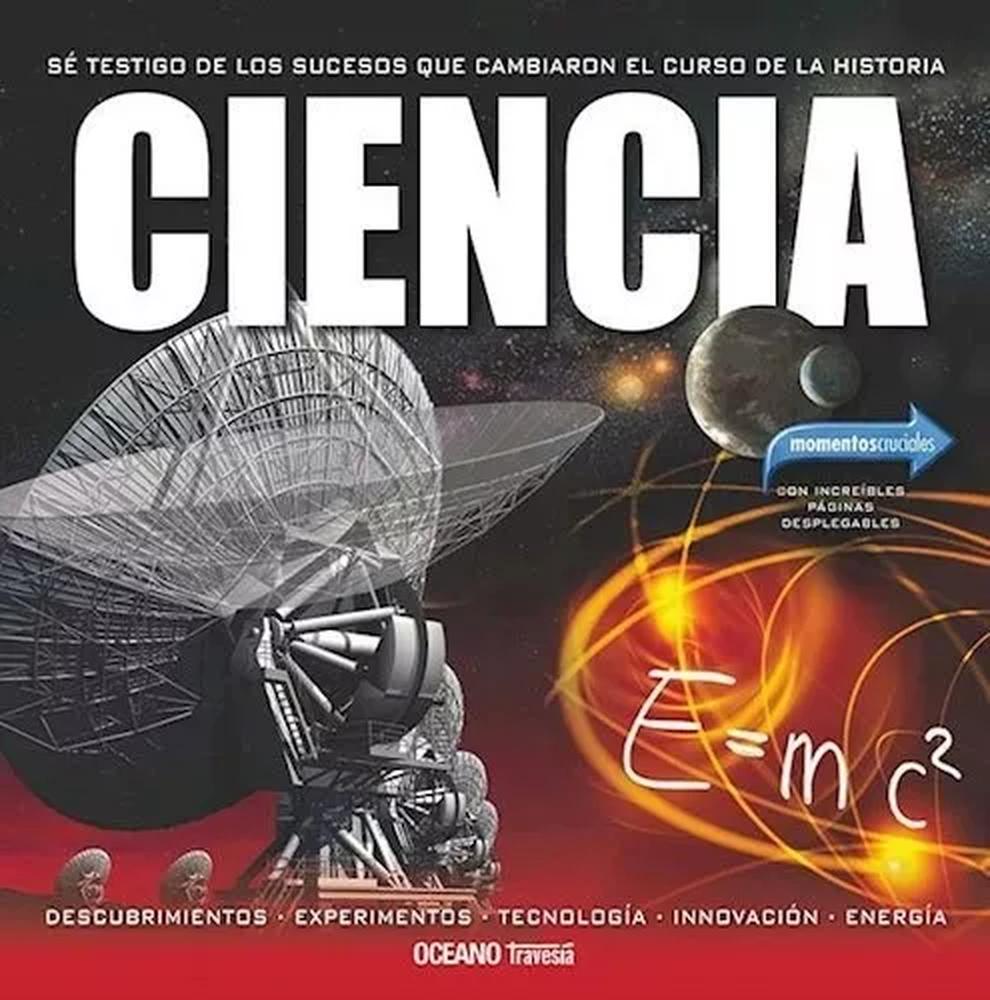 SÉ TESTIGO DE LOS SUCESOS QUE CAMBIARON EL CURSO DE LA HISTORIA
CIENCIA
momentoscruciales
CON INCREÍBLES
PÁGINAS
DESPLEGABLES
E=mc²
DESCUBRIMIENTOS · EXPERIMENTOS · TECNOLOGÍA · INNOVACIÓN · ENERGÍA
OCEANO Travesía